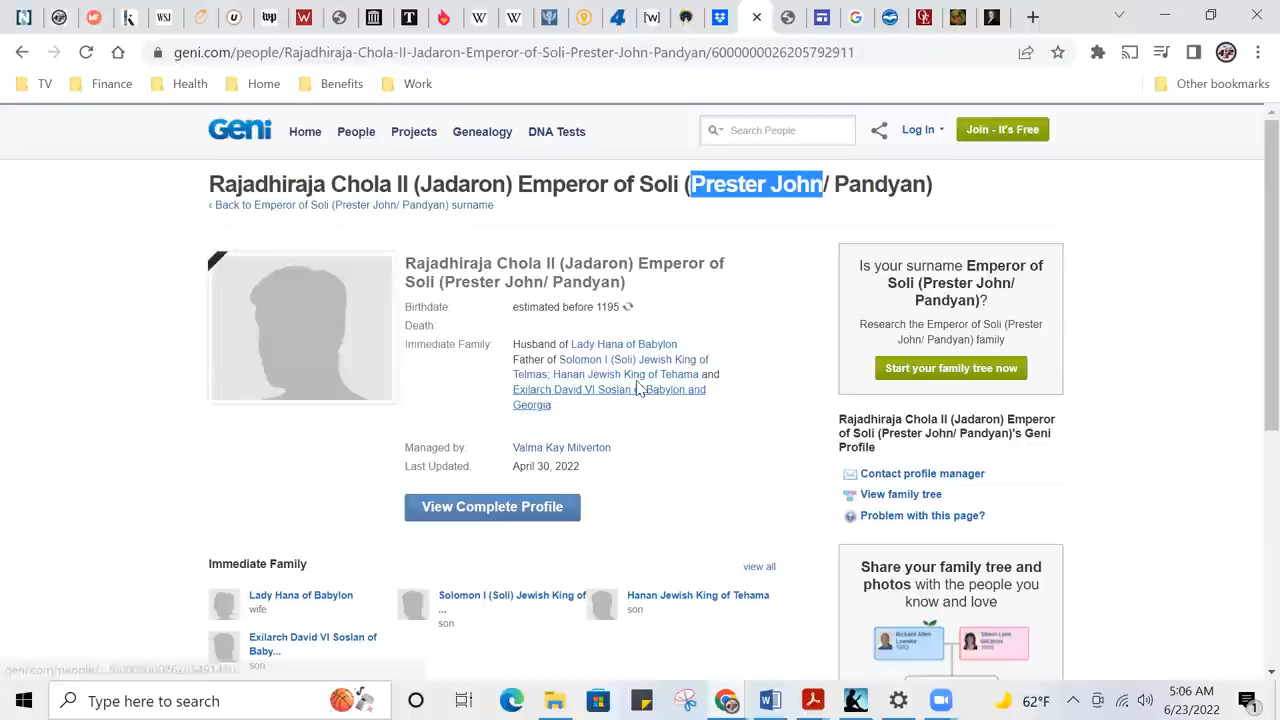 geni.com/people/Rajadhiraja-Chola-II-Jadaron-Emperor-of-Soli-Prester-John-Pandyan/6000000026205792911
TV Finance Health Home Benefits Work Other bookmarks
Geni Home People Projects Genealogy DNA Tests Search People Log In Join - It's Free
Rajadhiraja Chola II (Jadaron) Emperor of Soli (Prester John/ Pandyan)
‹ Back to Emperor of Soli (Prester John/ Pandyan) surname
Rajadhiraja Chola II (Jadaron) Emperor of
Soli (Prester John/ Pandyan)
Birthdate: estimated before 1195
Death:
Immediate Family: Husband of Lady Hana of Babylon
Father of Solomon I (Soli) Jewish King of
Telmas; Hanan Jewish King of Tehama and
Exilarch David VI Soslan of Babylon and
Georgia
Managed by: Valma Kay Milverton
Last Updated: April 30, 2022
View Complete Profile
Immediate Family view all
Lady Hana of Babylon
wife
Solomon I (Soli) Jewish King of
...
son
Hanan Jewish King of Tehama
son
Exilarch David VI Soslan of
Baby...
son
Is your surname Emperor of
Soli (Prester John/
Pandyan)?
Research the Emperor of Soli (Prester
John/ Pandyan) family
Start your family tree now
Rajadhiraja Chola II (Jadaron) Emperor
of Soli (Prester John/ Pandyan)'s Geni
Profile
Contact profile manager
View family tree
Problem with this page?
Share your family tree and
photos with the people you
know and love
Type here to search
62°F
5:06 AM
6/23/2022